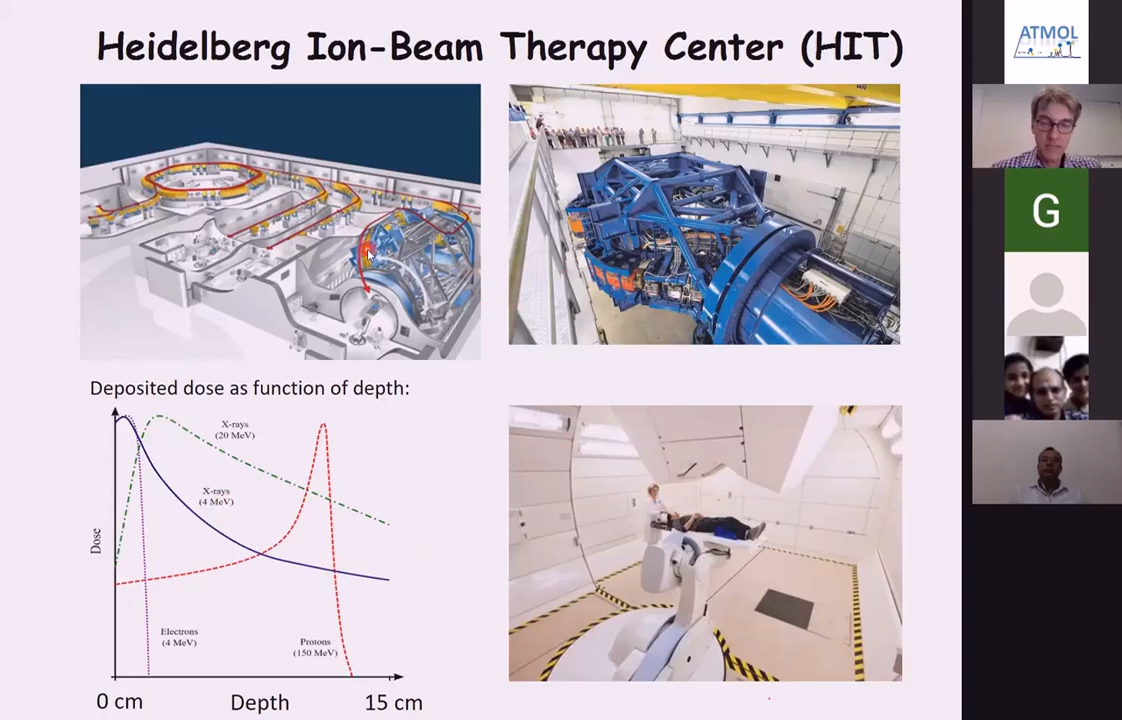 Heidelberg Ion-Beam Therapy Center (HIT)
ATMOL
G
Deposited dose as function of depth:
X-rays
(20 MeV)
X-rays
(4 MeV)
Dose
Electrons
(4 MeV)
Protons
(150 MeV)
0 cm
Depth
15 cm